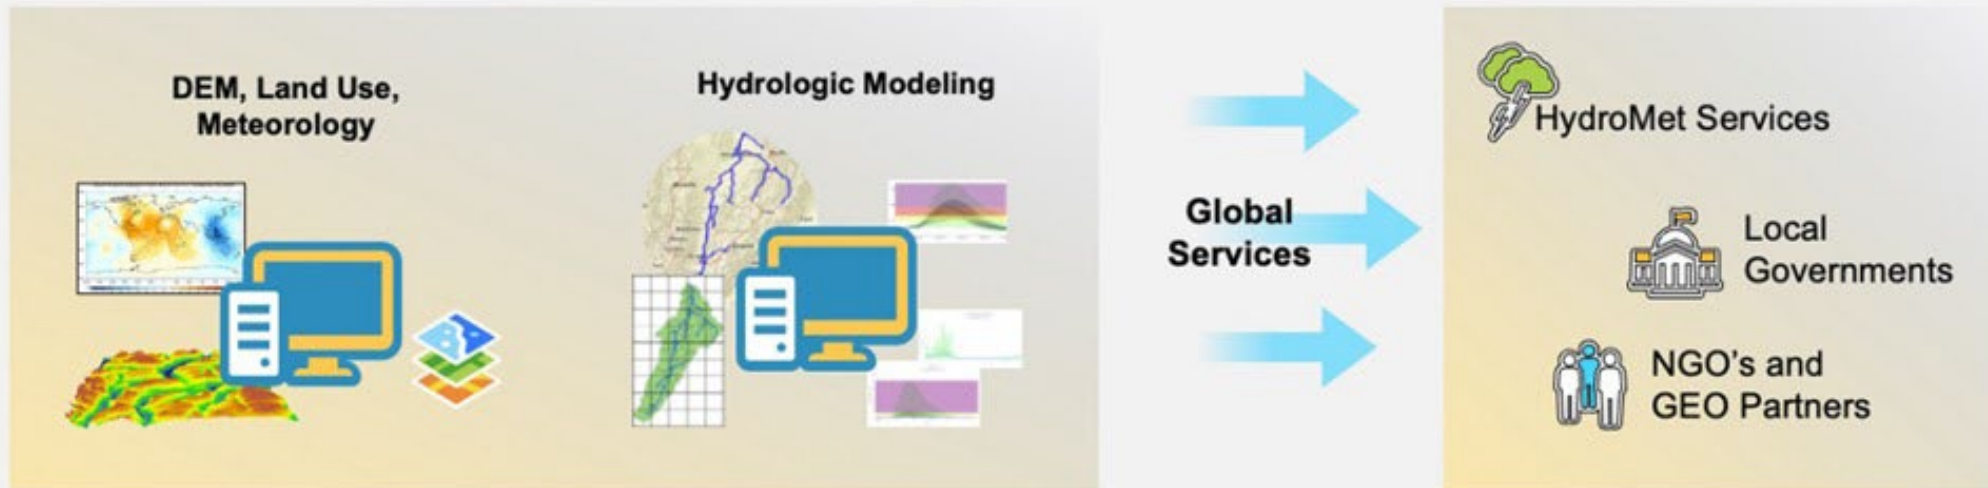 DEM, Land Use,
Meteorology
Hydrologic Modeling
Global
Services
HydroMet Services
Local
Governments
NGO's and
GEO Partners